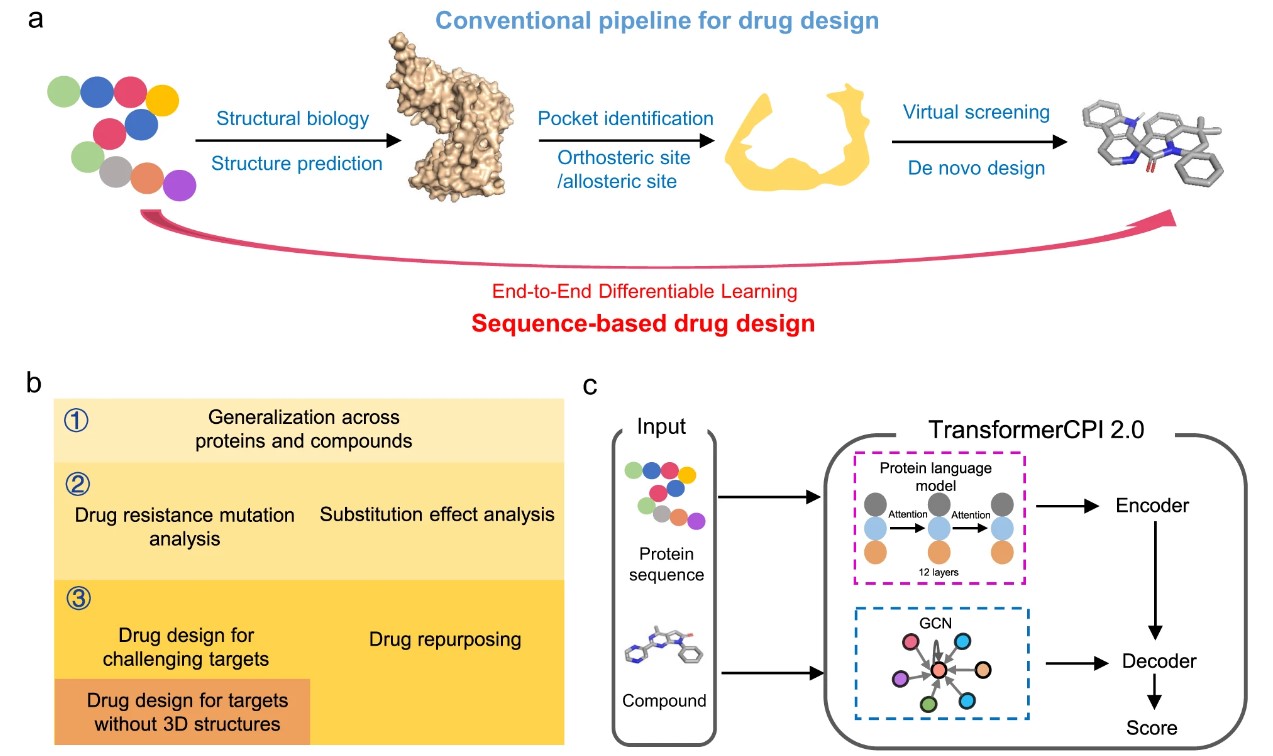 a
Conventional pipeline for drug design
Structural biology
Structure prediction
Pocket identification
Orthosteric site
/allosteric site
Virtual screening
De novo design
End-to-End Differentiable Learning
Sequence-based drug design
b
①
Generalization across
proteins and compounds
②
Drug resistance mutation
analysis
Substitution effect analysis
③
Drug design for
challenging targets
Drug repurposing
Drug design for targets
without 3D structures
c
Input
Protein
sequence
Compound
TransformerCPI 2.0
Protein language
model
Attention
Attention
12 layers
GCN
Encoder
Decoder
Score